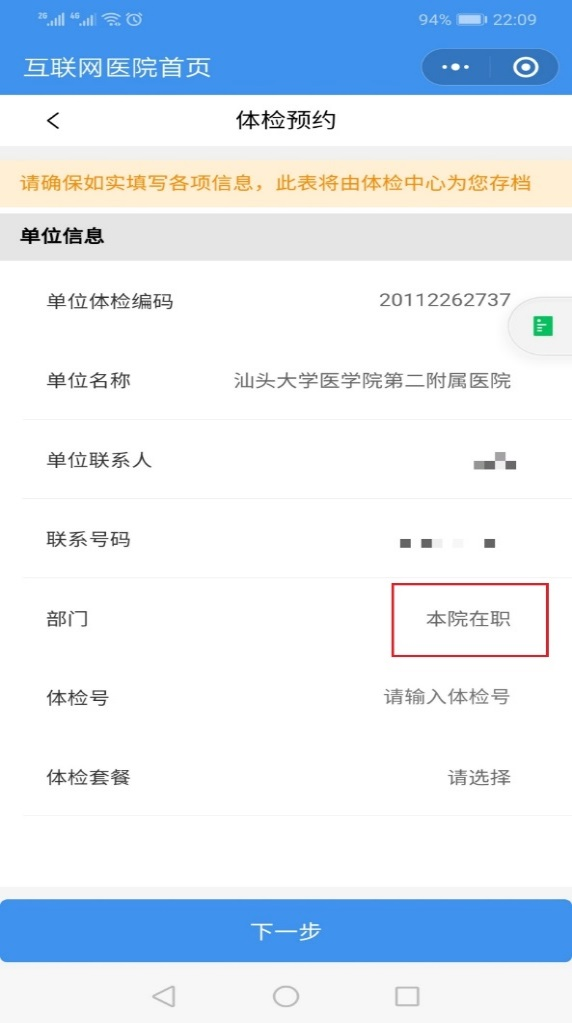 2G 4G 94% 22:09
互联网医院首页
体检预约
请确保如实填写各项信息，此表将由体检中心为您存档
单位信息
单位体检编码 20112262737
单位名称 汕头大学医学院第二附属医院
单位联系人
联系号码
部门 本院在职
体检号 请输入体检号
体检套餐 请选择
下一步